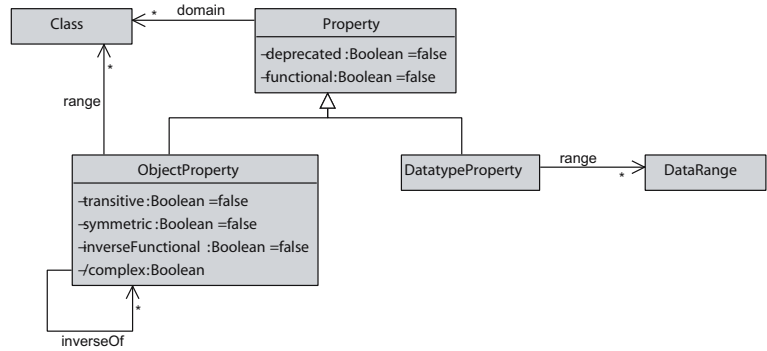 Class
* domain
Property
-deprecated :Boolean =false
-functional:Boolean =false
*
range
ObjectProperty
-transitive:Boolean =false
-symmetric:Boolean =false
-inverseFunctional :Boolean =false
-/complex:Boolean
DatatypeProperty
range
*
DataRange
*
inverseOf